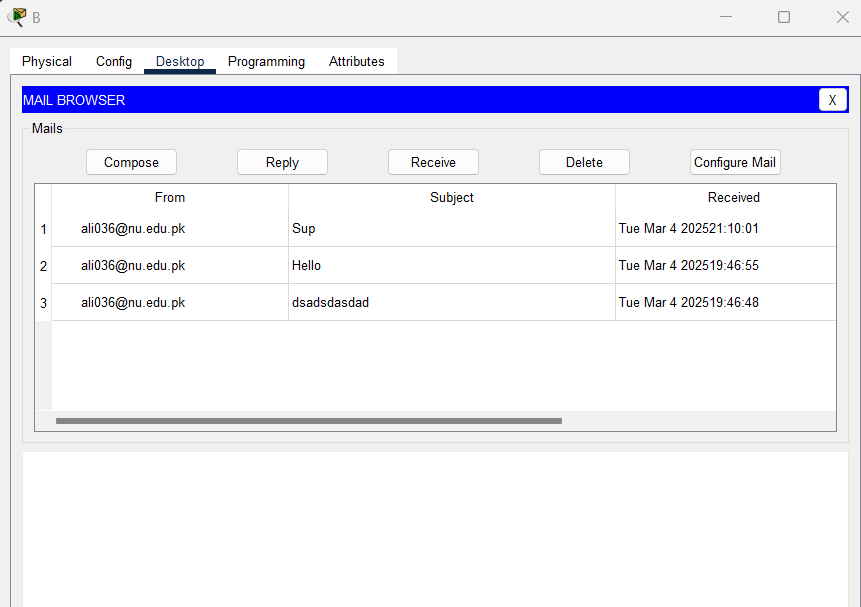 B
Physical Config Desktop Programming Attributes
MAIL BROWSER X
Mails
Compose Reply Receive Delete Configure Mail
From Subject Received
1 ali036@nu.edu.pk Sup Tue Mar 4 202521:10:01
2 ali036@nu.edu.pk Hello Tue Mar 4 202519:46:55
3 ali036@nu.edu.pk dsadsdasdad Tue Mar 4 202519:46:48